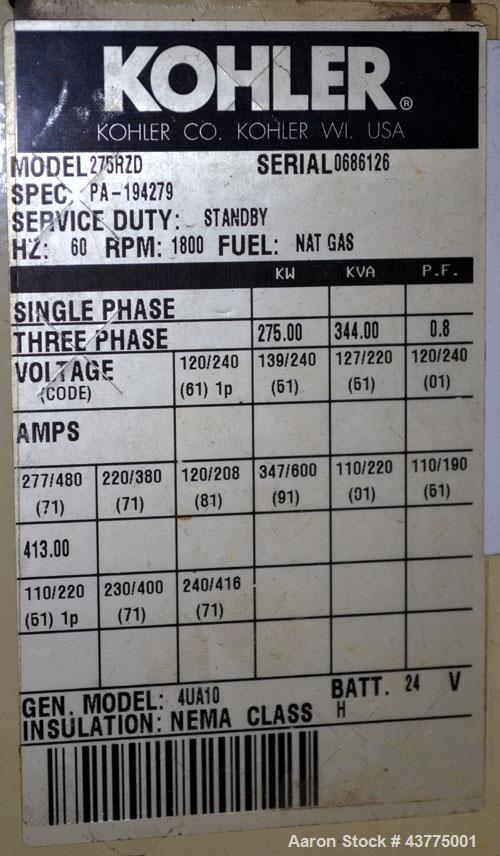 KOHLER®
KOHLER CO. KOHLER WI. USA
MODEL 275RZD SERIAL 0686126
SPEC PA-194279
SERVICE DUTY: STANDBY
HZ: 60 RPM: 1800 FUEL: NAT GAS
KW KVA P.F.
SINGLE PHASE
THREE PHASE 275.00 344.00 0.8
VOLTAGE 120/240 139/240 127/220 120/240
(CODE) (61) 1p (51) (51) (01)
AMPS
277/480 220/380 120/208 347/600 110/220 110/190
(71) (71) (81) (91) (01) (51)
413.00
110/220 230/400 240/416
(51) 1p (71) (71)
GEN. MODEL: 4UA10 BATT. 24 V
INSULATION: NEMA CLASS H
Aaron Stock # 43775001